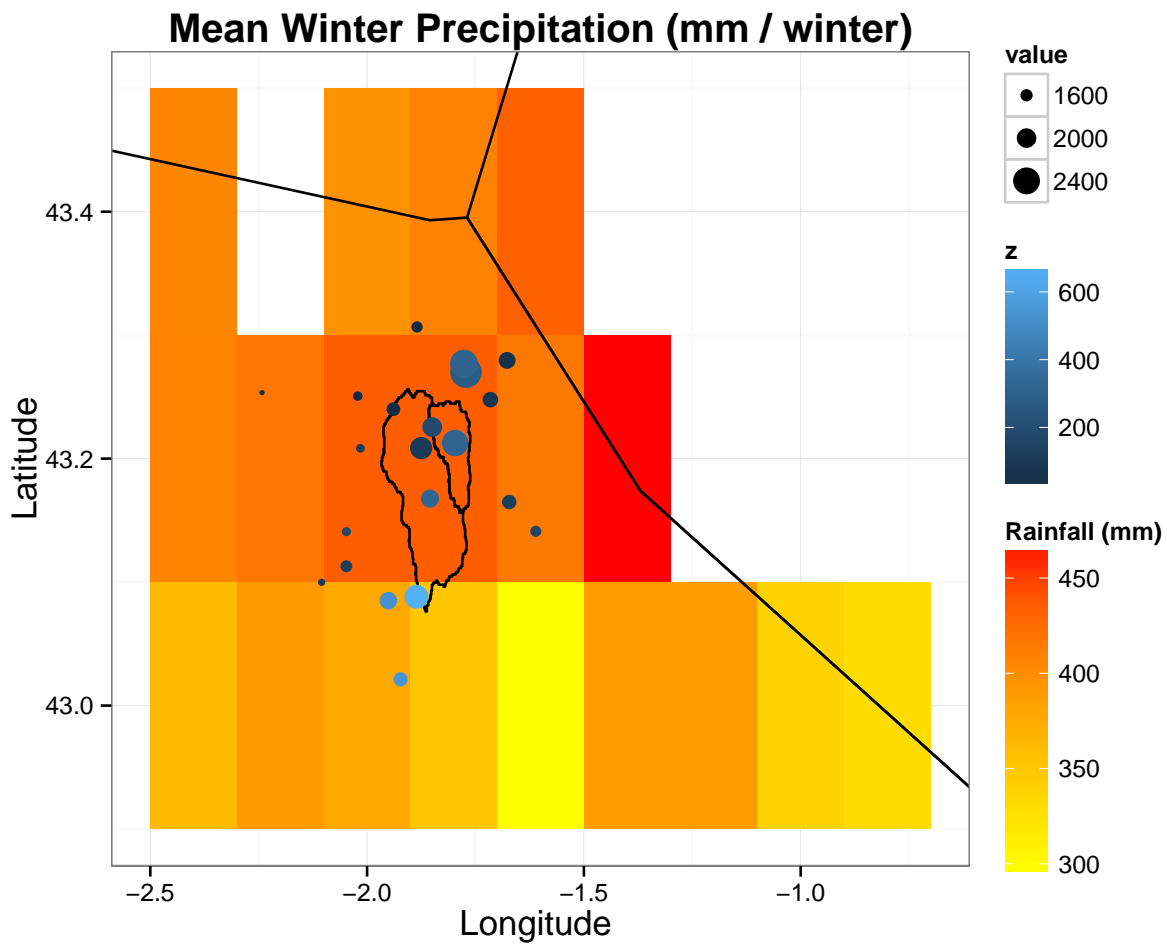 Mean Winter Precipitation (mm / winter)
43.4
43.2
43.0
Latitude
−2.5
−2.0
−1.5
−1.0
Longitude
value
1600
2000
2400
z
600
400
200
Rainfall (mm)
450
400
350
300